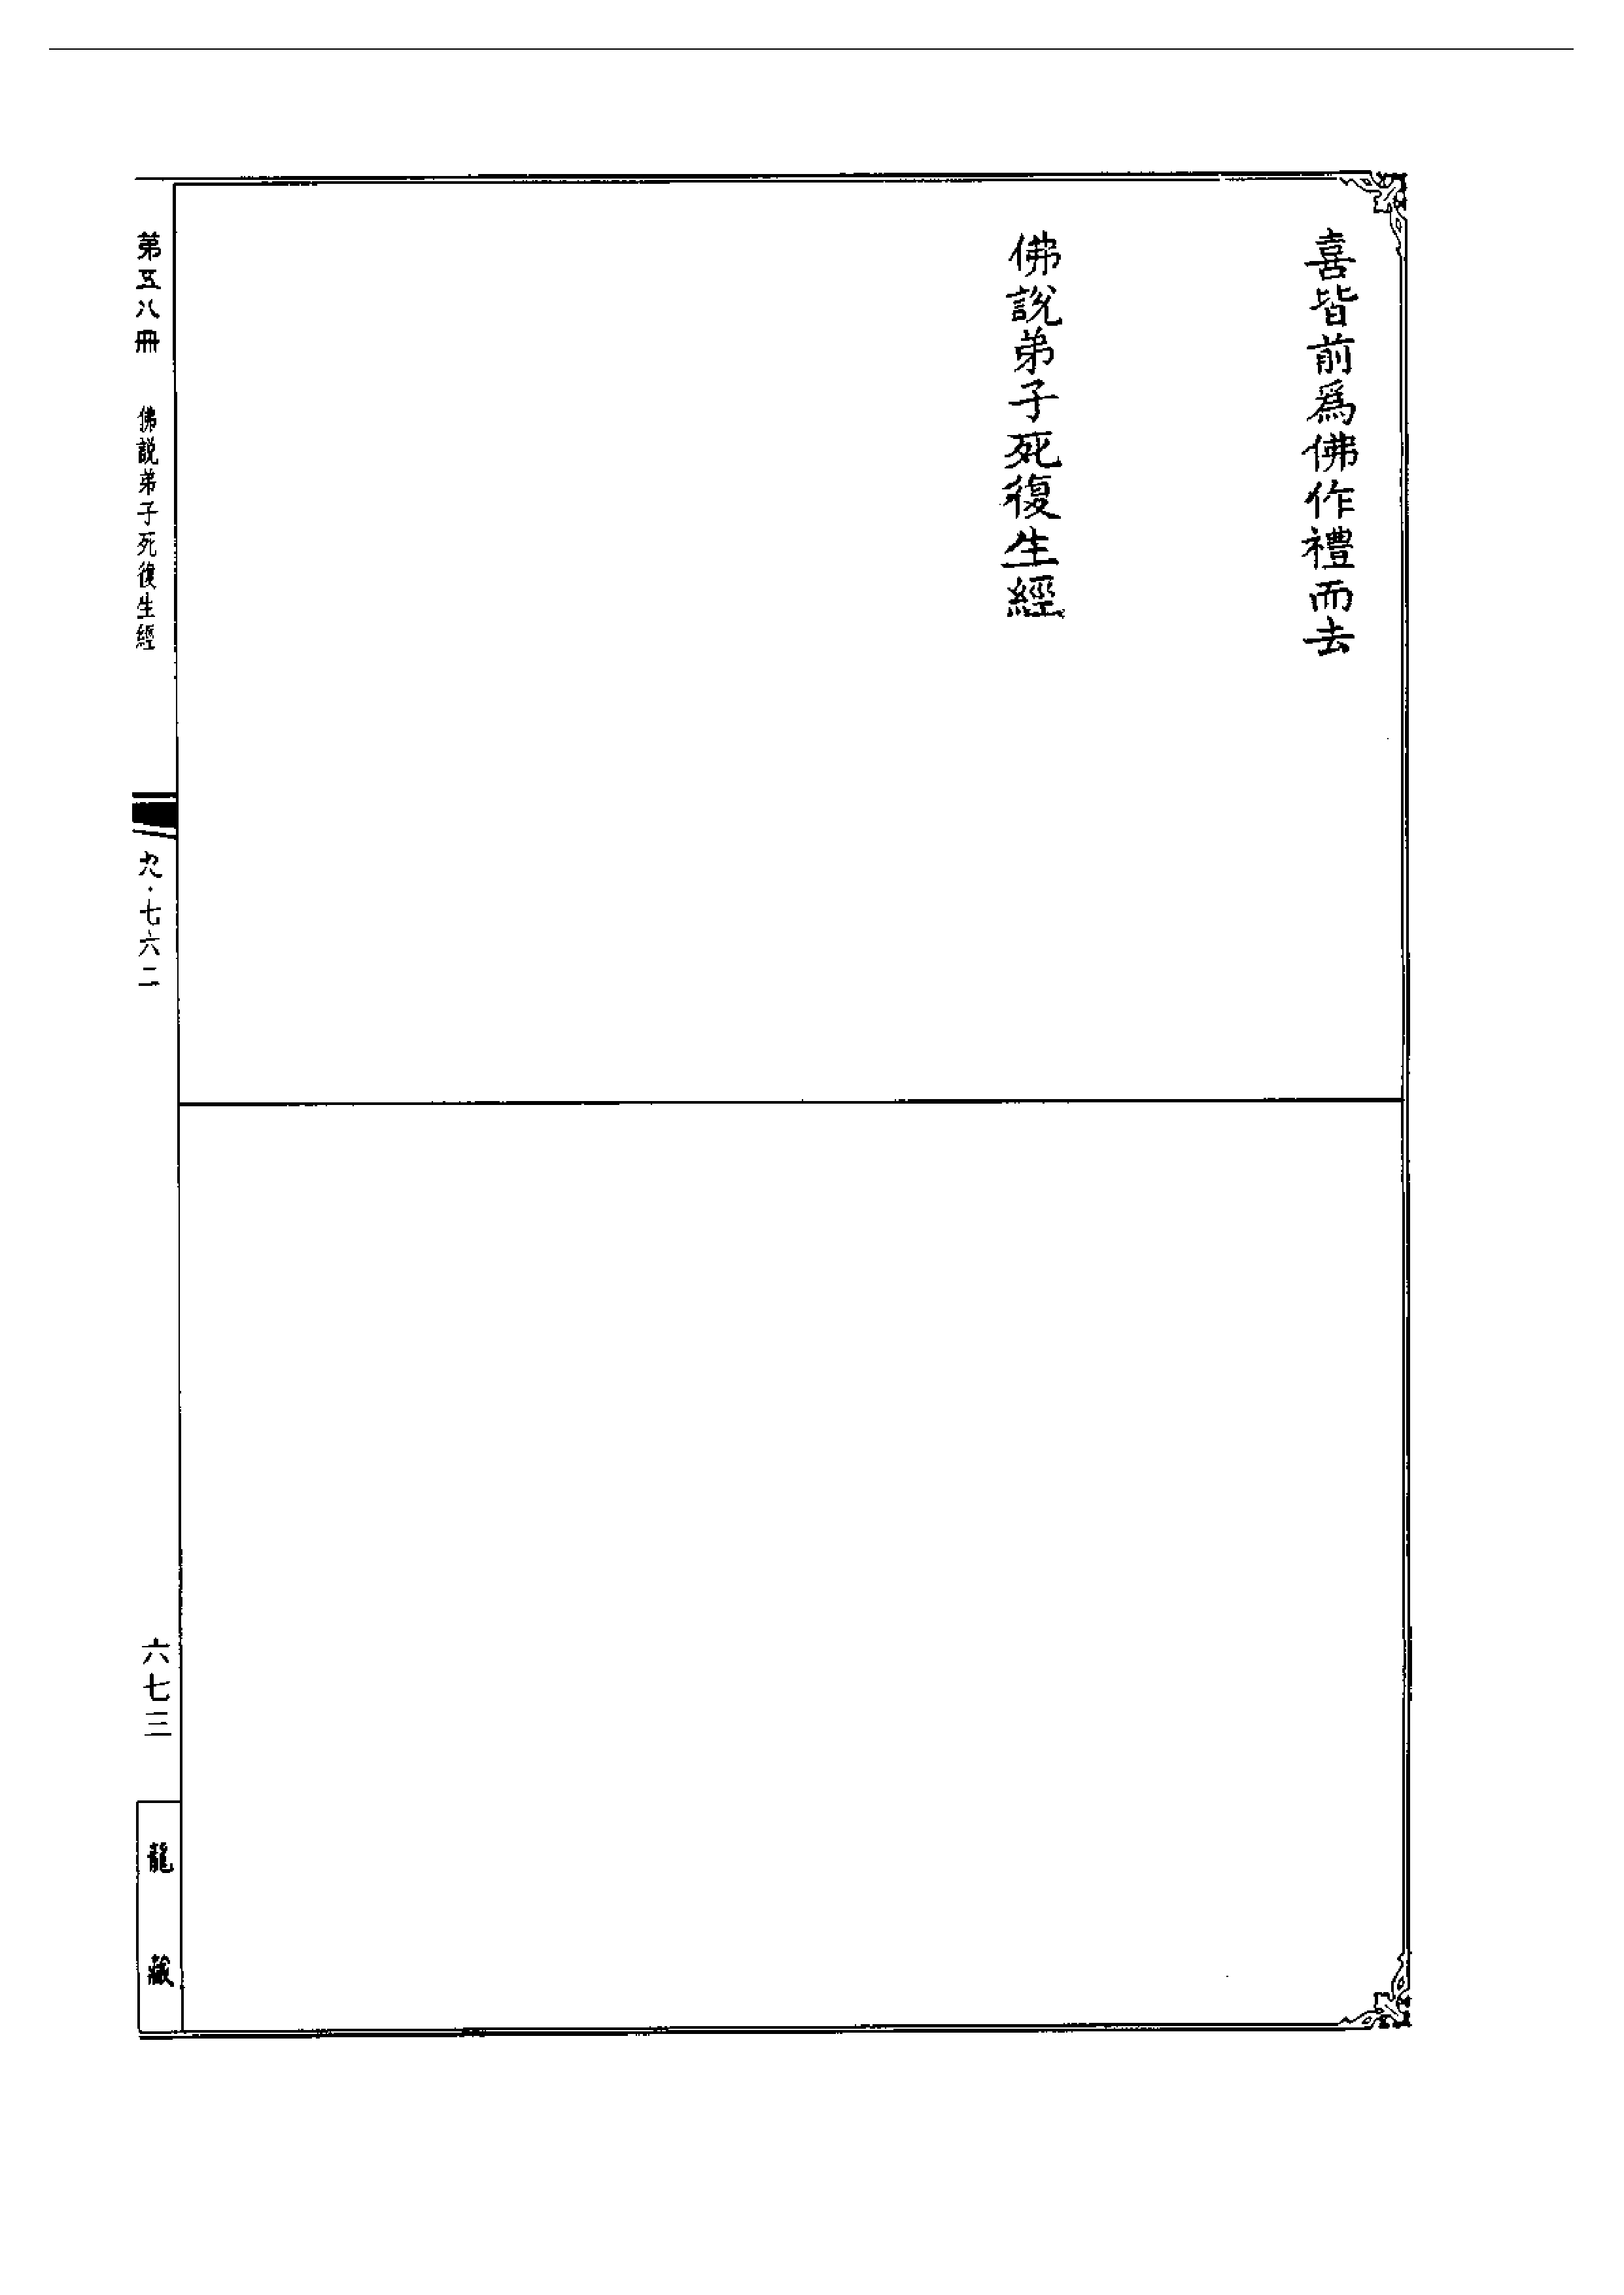 喜皆前爲佛作禮而去
佛說弟子死復生經
第五八冊 佛說弟子死復生經
九·七六二
六七三
龍藏